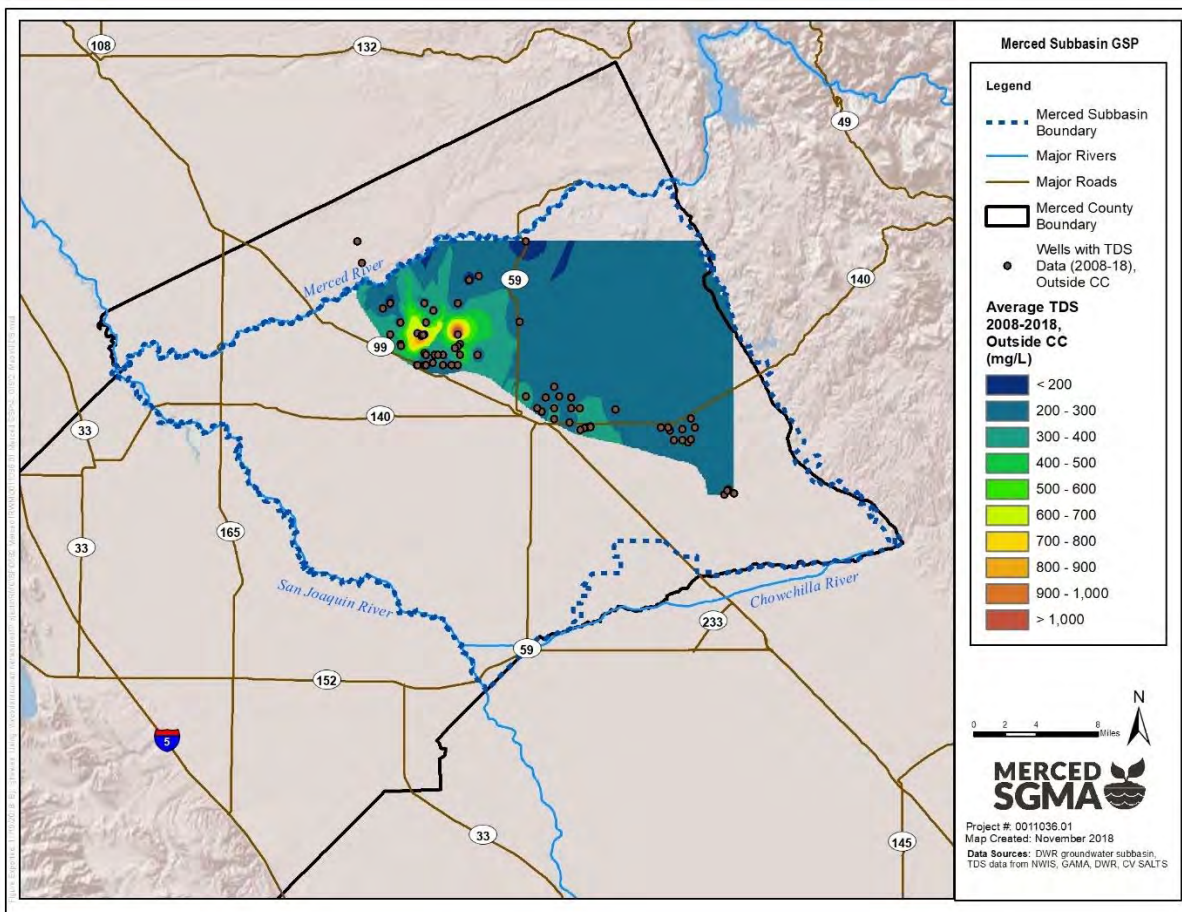 Merced Subbasin GSP
Legend
Merced Subbasin
Boundary
Major Rivers
Major Roads
Merced County
Boundary
Wells with TDS
Data (2008-18),
Outside CC
Average TDS
2008-2018,
Outside CC
(mg/L)
< 200
200 - 300
300 - 400
400 - 500
500 - 600
600 - 700
700 - 800
800 - 900
900 - 1,000
> 1,000
N
0 2 4 8
Miles
MERCED
SGMA
Project #: 0011036.01
Map Created: November 2018
Data Sources: DWR groundwater subbasin,
TDS data from NWIS, GAMA, DWR, CV SALTS
108
132
49
140
59
Merced River
99
140
33
165
33
San Joaquin River
Chowchilla River
233
59
152
5
33
145